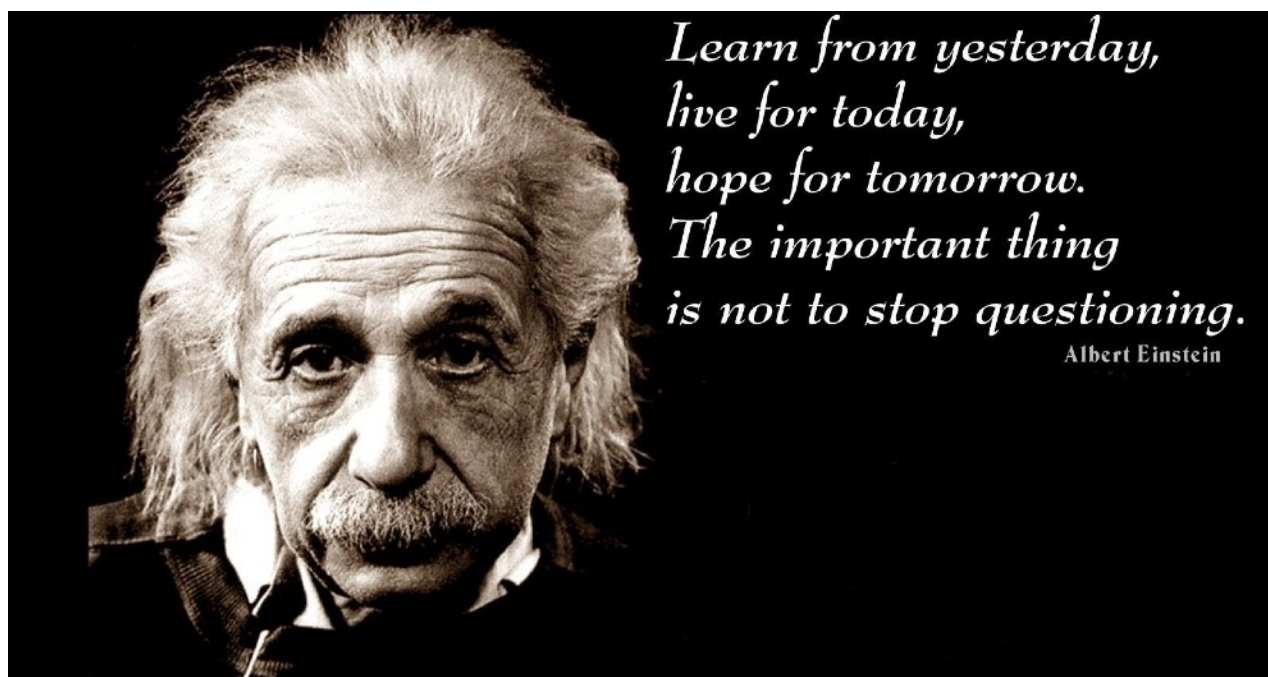 Learn from yesterday,
live for today,
hope for tomorrow.
The important thing
is not to stop questioning.
Albert Einstein